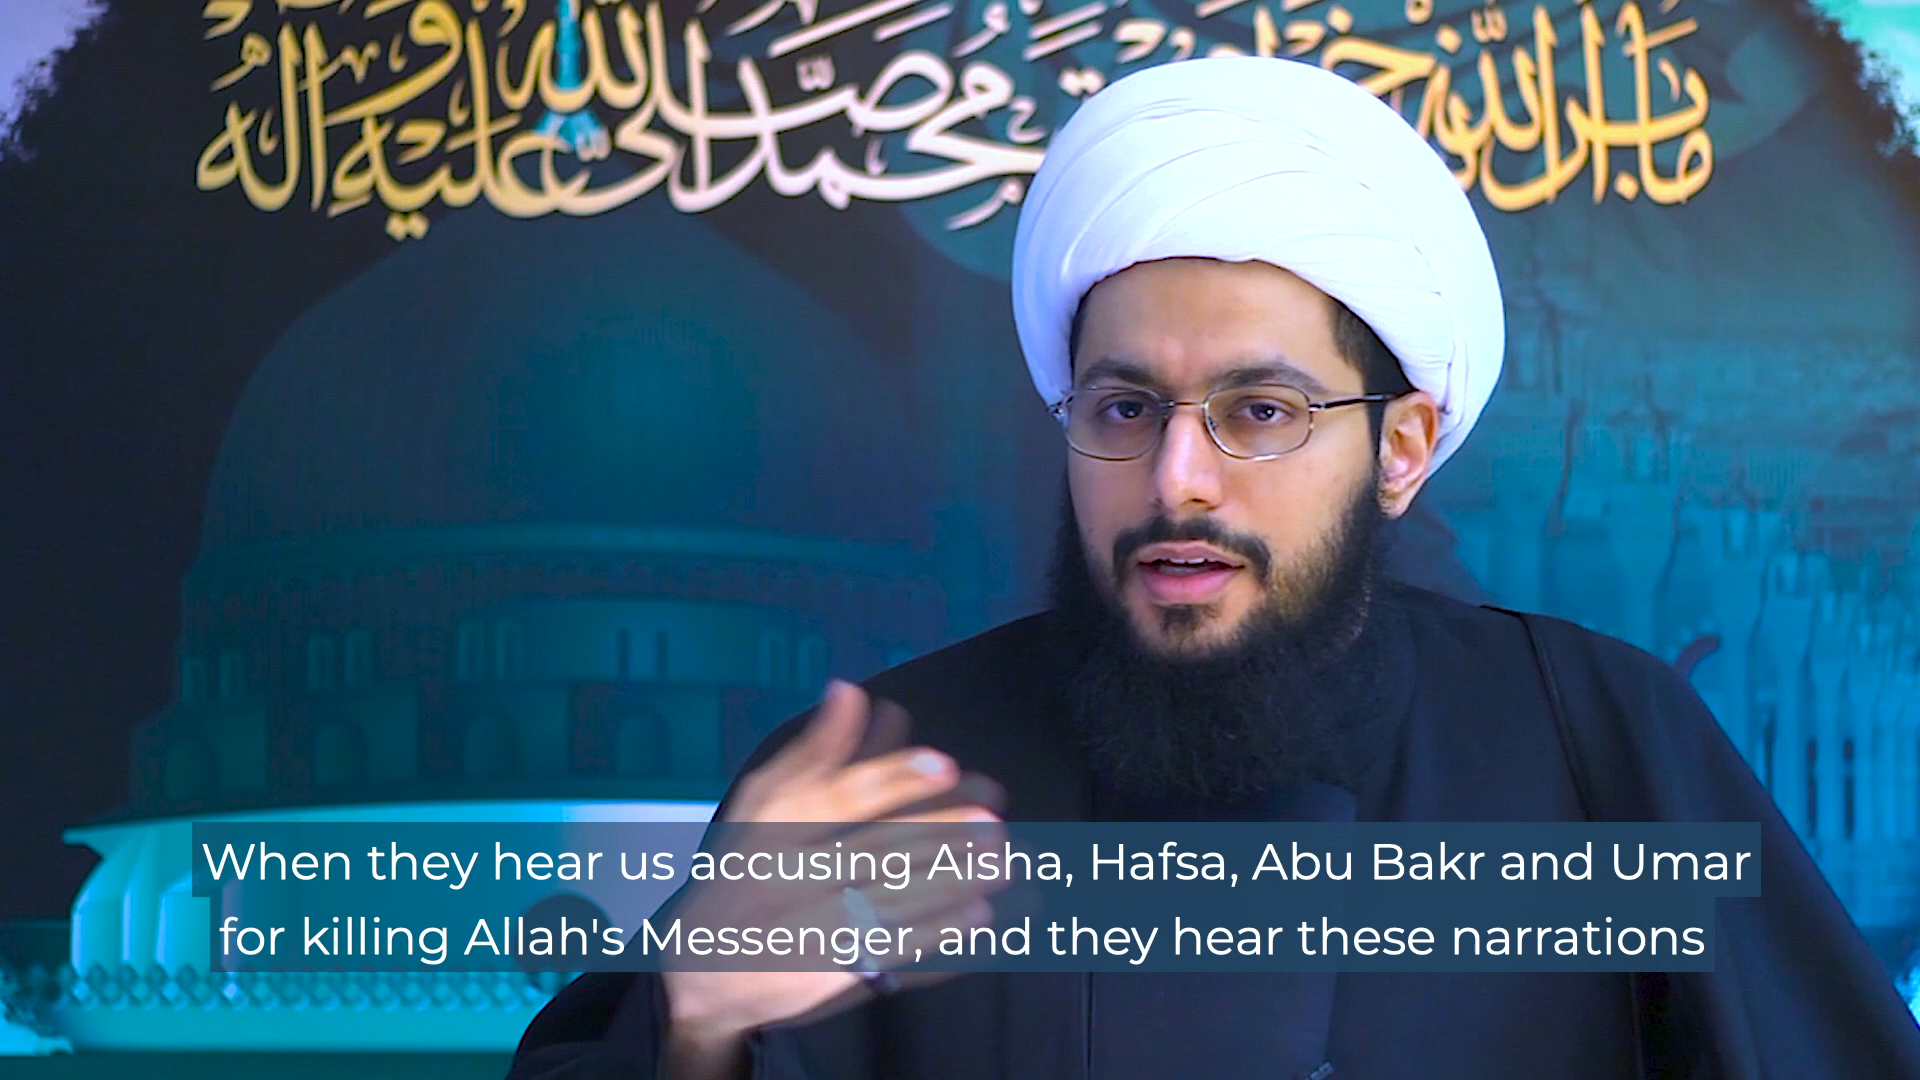 محمد صلى الله عليه وآله
When they hear us accusing Aisha, Hafsa, Abu Bakr and Umar
for killing Allah's Messenger, and they hear these narrations